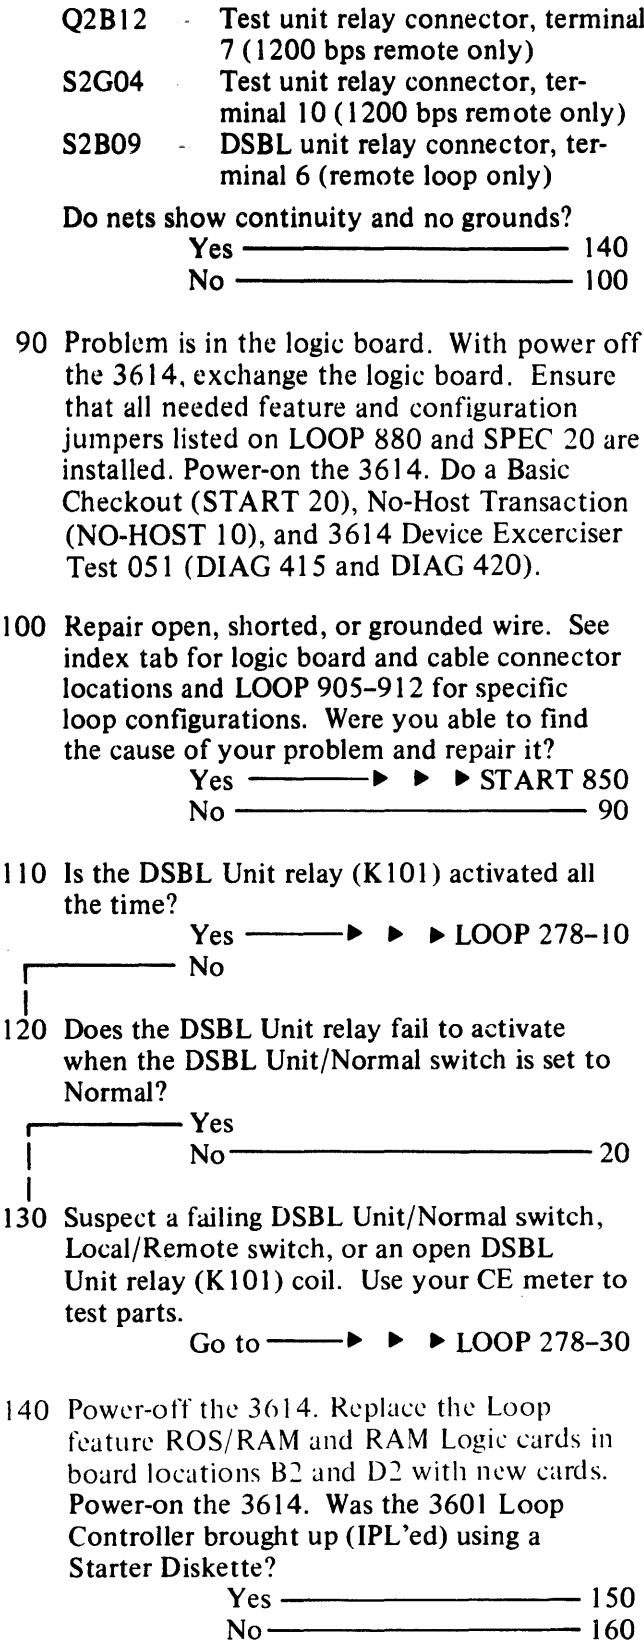 Q2B12 - Test unit relay connector, terminal
7 (1200 bps remote only)
S2G04 Test unit relay connector, ter-
minal 10 (1200 bps remote only)
S2B09 - DSBL unit relay connector, ter-
minal 6 (remote loop only)
Do nets show continuity and no grounds?
Yes 140
No 100
90 Problem is in the logic board. With power off
the 3614, exchange the logic board. Ensure
that all needed feature and configuration
jumpers listed on LOOP 880 and SPEC 20 are
installed. Power-on the 3614. Do a Basic
Checkout (START 20), No-Host Transaction
(NO-HOST 10), and 3614 Device Excerciser
Test 051 (DIAG 415 and DIAG 420).
100 Repair open, shorted, or grounded wire. See
index tab for logic board and cable connector
locations and LOOP 905-912 for specific
loop configurations. Were you able to find
the cause of your problem and repair it?
Yes START 850
No 90
110 Is the DSBL Unit relay (K101) activated all
the time?
Yes LOOP 278-10
No
120 Does the DSBL Unit relay fail to activate
when the DSBL Unit/Normal switch is set to
Normal?
Yes
No 20
130 Suspect a failing DSBL Unit/Normal switch,
Local/Remote switch, or an open DSBL
Unit relay (K101) coil. Use your CE meter to
test parts.
Go to LOOP 278-30
140 Power-off the 3614. Replace the Loop
feature ROS/RAM and RAM Logic cards in
board locations B2 and D2 with new cards.
Power-on the 3614. Was the 3601 Loop
Controller brought up (IPL'ed) using a
Starter Diskette?
Yes 150
No 160